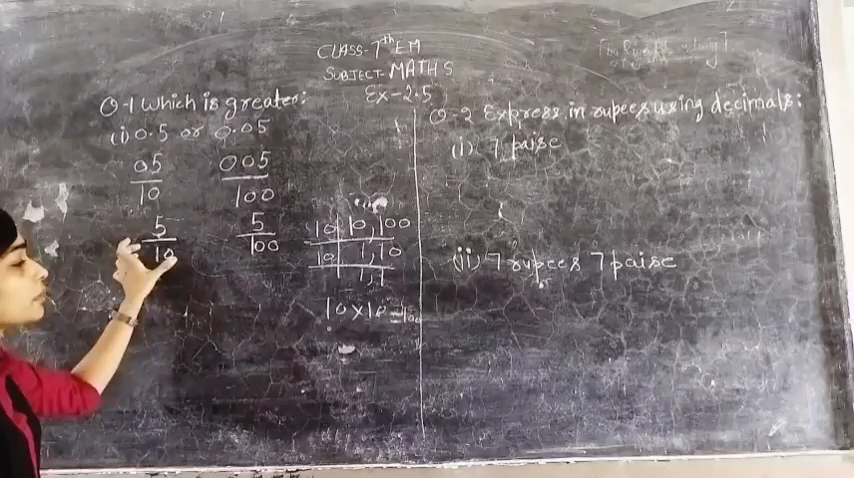 CLASS-7th EM
SUBJECT-MATHS
EX-2.5
Q-1 Which is greater:
(i) 0.5 or 0.05
05 005
10 100
5 5
10 100
10 10,100
10 1,10
1,1
10x10=100
Q-2 Express in rupees using decimals:
(i) 7 paise
(ii) 7 rupees 7 paise